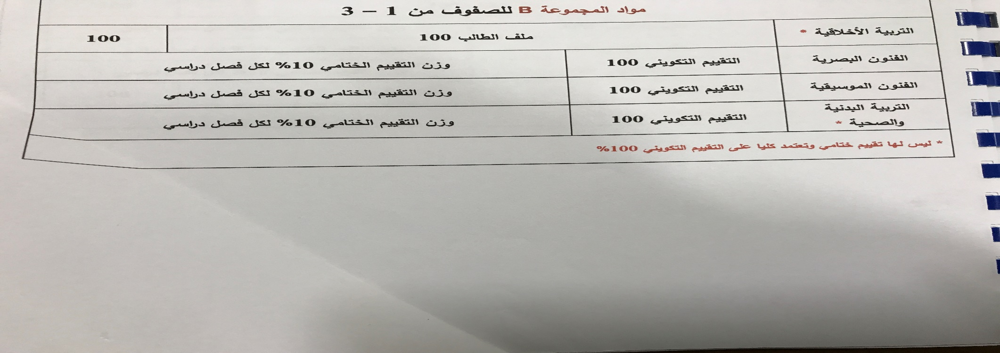 مواد المجموعة B للصفوف من 1 – 3
التربية الأخلاقية * ملف الطالب 100 100
الفنون البصرية التقييم التكويني 100 وزن التقييم الختامي 10% لكل فصل دراسي
الفنون الموسيقية التقييم التكويني 100 وزن التقييم الختامي 10% لكل فصل دراسي
التربية البدنية
والصحية * التقييم التكويني 100 وزن التقييم الختامي 10% لكل فصل دراسي
* ليس لها تقييم ختامي وتعتمد كليا على التقييم التكويني 100%